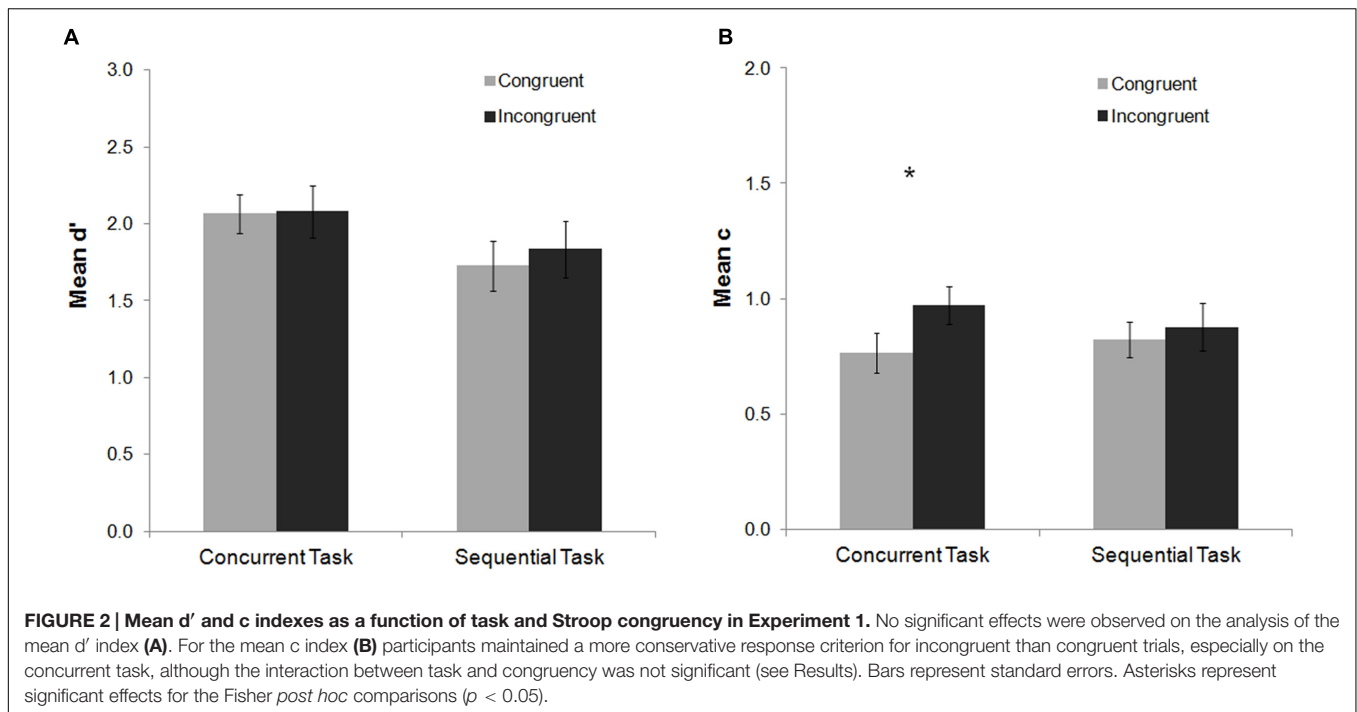 A
3.0
2.5
2.0
1.5
1.0
0.5
0.0
Mean d'
Congruent
Incongruent
Concurrent Task
Sequential Task
B
2.0
1.5
1.0
0.5
0.0
Mean c
Congruent
Incongruent
*
Concurrent Task
Sequential Task
FIGURE 2 | Mean d′ and c indexes as a function of task and Stroop congruency in Experiment 1. No significant effects were observed on the analysis of the
mean d′ index (A). For the mean c index (B) participants maintained a more conservative response criterion for incongruent than congruent trials, especially on the
concurrent task, although the interaction between task and congruency was not significant (see Results). Bars represent standard errors. Asterisks represent
significant effects for the Fisher post hoc comparisons (p < 0.05).